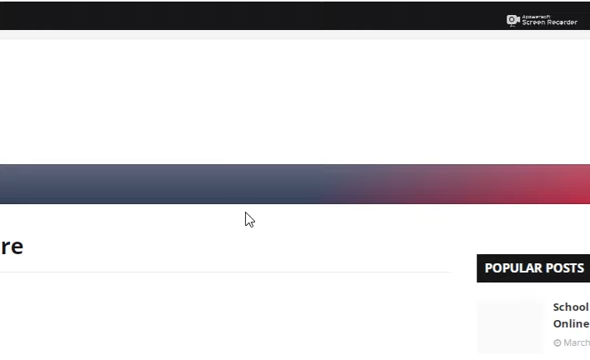 Apowersoft
Screen Recorder
re
POPULAR POSTS
School
Online
March